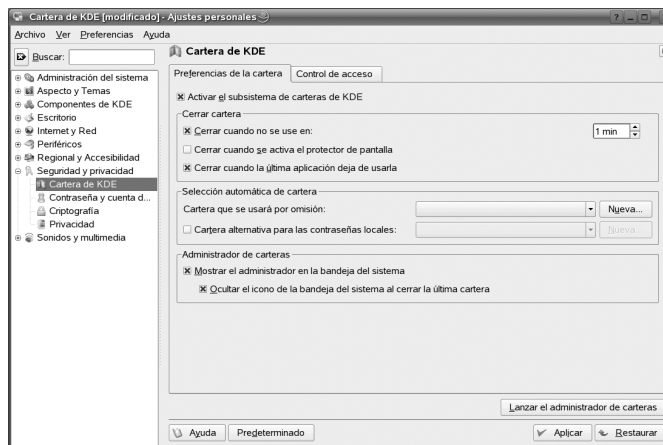 Cartera de KDE [modificado] - Ajustes personales
Archivo Ver Preferencias Ayuda
Buscar:
Administración del sistema
Aspecto y Temas
Componentes de KDE
Escritorio
Internet y Red
Periféricos
Regional y Accesibilidad
Seguridad y privacidad
Cartera de KDE
Contraseña y cuenta d...
Criptografía
Privacidad
Sonidos y multimedia
Cartera de KDE
Preferencias de la cartera Control de acceso
Activar el subsistema de carteras de KDE
Cerrar cartera
Cerrar cuando no se use en: 1 min
Cerrar cuando se activa el protector de pantalla
Cerrar cuando la última aplicación deja de usarla
Selección automática de cartera
Cartera que se usará por omisión: Nueva...
Cartera alternativa para las contraseñas locales: Nueva...
Administrador de carteras
Mostrar el administrador en la bandeja del sistema
Ocultar el icono de la bandeja del sistema al cerrar la última cartera
Lanzar el administrador de carteras
Ayuda Predeterminado Aplicar Restaurar